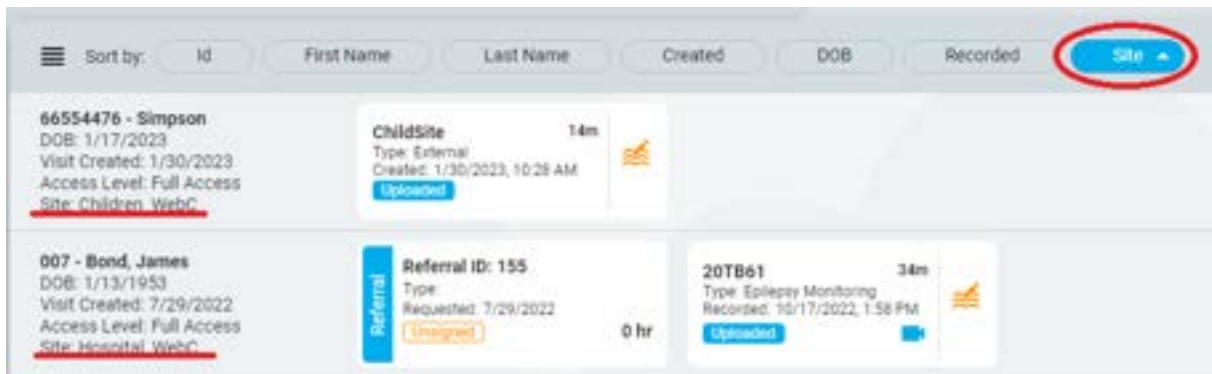 Sort by: Id First Name Last Name Created DOB Recorded Site
66554476 - Simpson
DOB: 1/17/2023
Visit Created: 1/30/2023
Access Level: Full Access
Site: Children, WebC
ChildSite 14m
Type: External
Created: 1/30/2023, 10:28 AM
Uploaded
007 - Bond, James
DOB: 1/13/1953
Visit Created: 7/29/2022
Access Level: Full Access
Site: Hospital, WebC
Referral
Referral ID: 155
Type:
Requested: 7/29/2022
Unsigned 0 hr
20TB61 34m
Type: Epilepsy Monitoring
Recorded: 10/17/2022, 1:58 PM
Uploaded